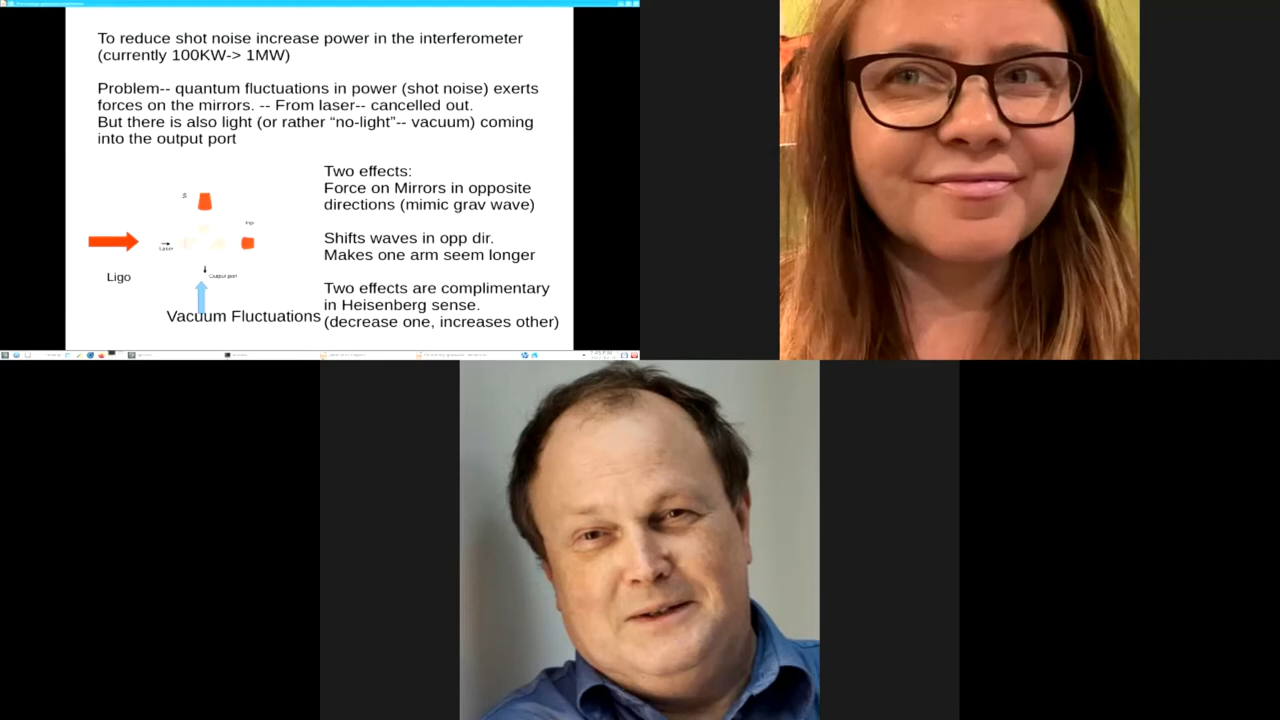 To reduce shot noise increase power in the interferometer
(currently 100KW-> 1MW)
Problem-- quantum fluctuations in power (shot noise) exerts
forces on the mirrors. -- From laser-- cancelled out.
But there is also light (or rather “no-light”-- vacuum) coming
into the output port
Two effects:
Force on Mirrors in opposite
directions (mimic grav wave)
Shifts waves in opp dir.
Makes one arm seem longer
Two effects are complimentary
in Heisenberg sense.
(decrease one, increases other)
Laser
Output port
Ligo
Vacuum Fluctuations